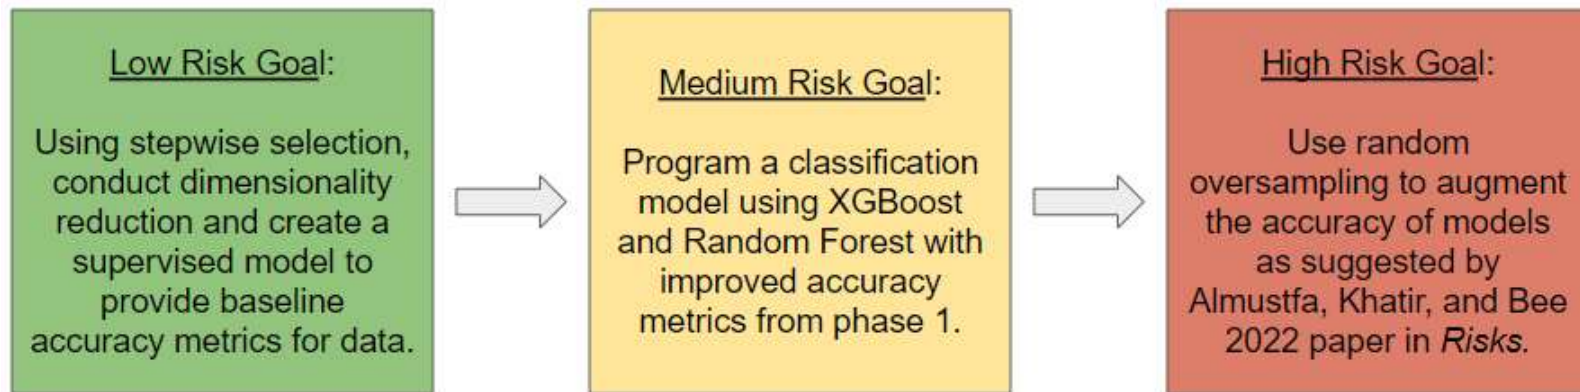 Low Risk Goal:
Using stepwise selection,
conduct dimensionality
reduction and create a
supervised model to
provide baseline
accuracy metrics for data.
Medium Risk Goal:
Program a classification
model using XGBoost
and Random Forest with
improved accuracy
metrics from phase 1.
High Risk Goal:
Use random
oversampling to augment
the accuracy of models
as suggested by
Almustfa, Khatir, and Bee
2022 paper in Risks.